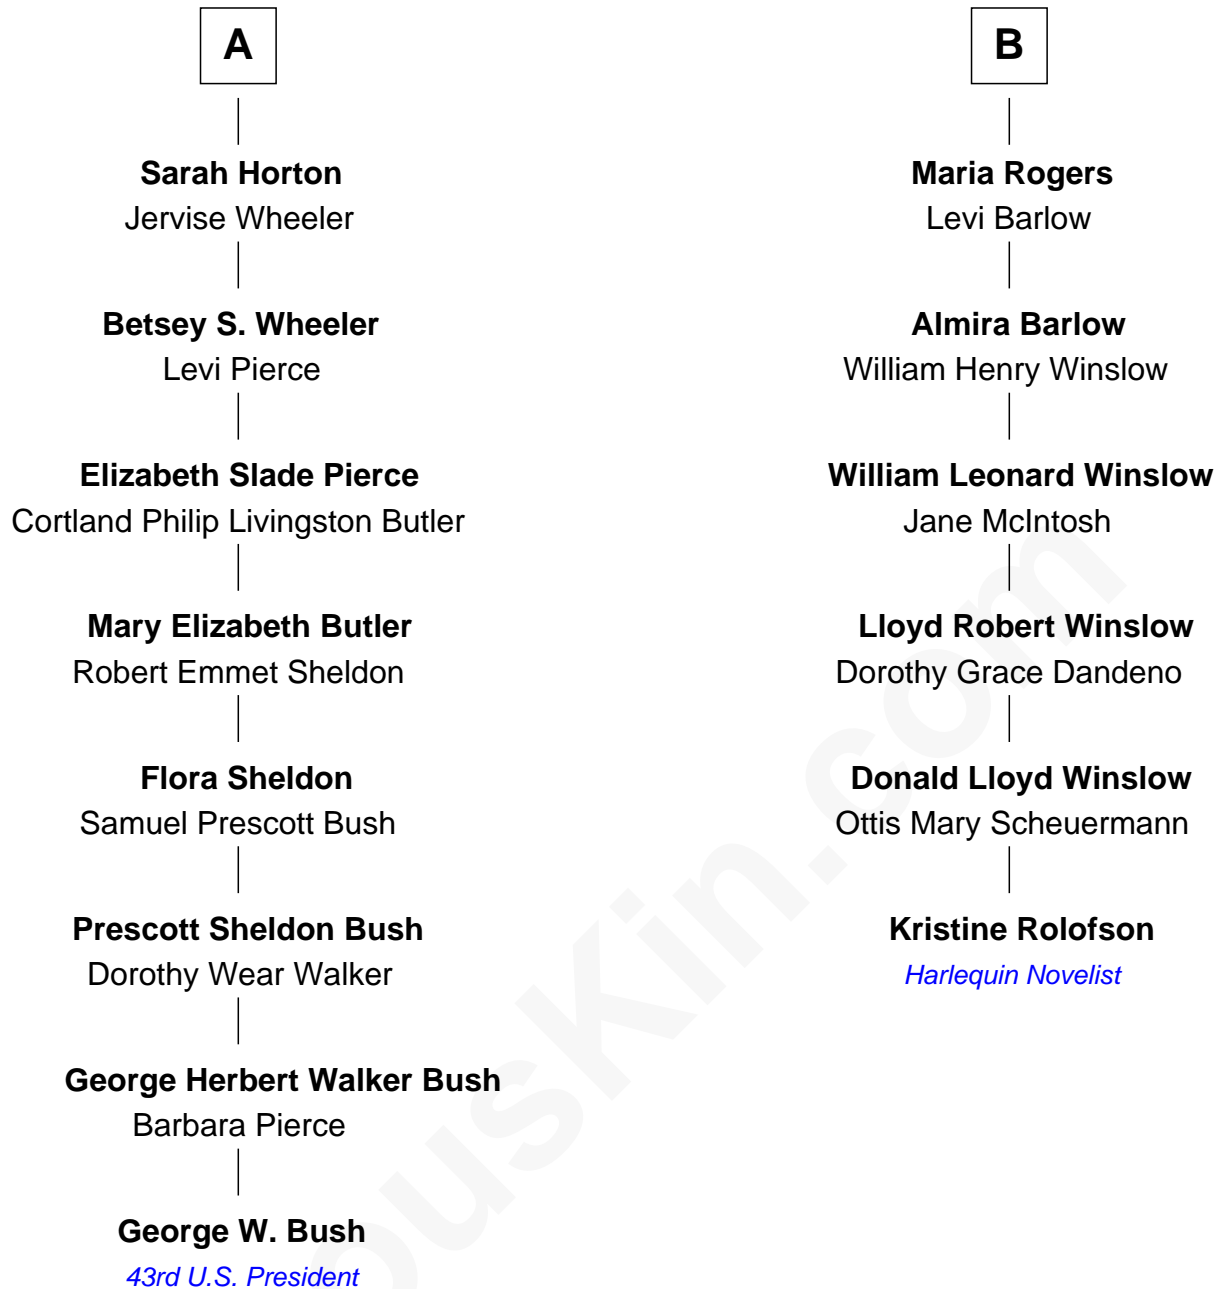 A
Sarah Horton
Jervise Wheeler
Betsey S. Wheeler
Levi Pierce
Elizabeth Slade Pierce
Cortland Philip Livingston Butler
Mary Elizabeth Butler
Robert Emmet Sheldon
Flora Sheldon
Samuel Prescott Bush
Prescott Sheldon Bush
Dorothy Wear Walker
George Herbert Walker Bush
Barbara Pierce
George W. Bush
43rd U.S. President
B
Maria Rogers
Levi Barlow
Almira Barlow
William Henry Winslow
William Leonard Winslow
Jane McIntosh
Lloyd Robert Winslow
Dorothy Grace Dandeno
Donald Lloyd Winslow
Ottis Mary Scheuermann
Kristine Rolofson
Harlequin Novelist
ousKin.com